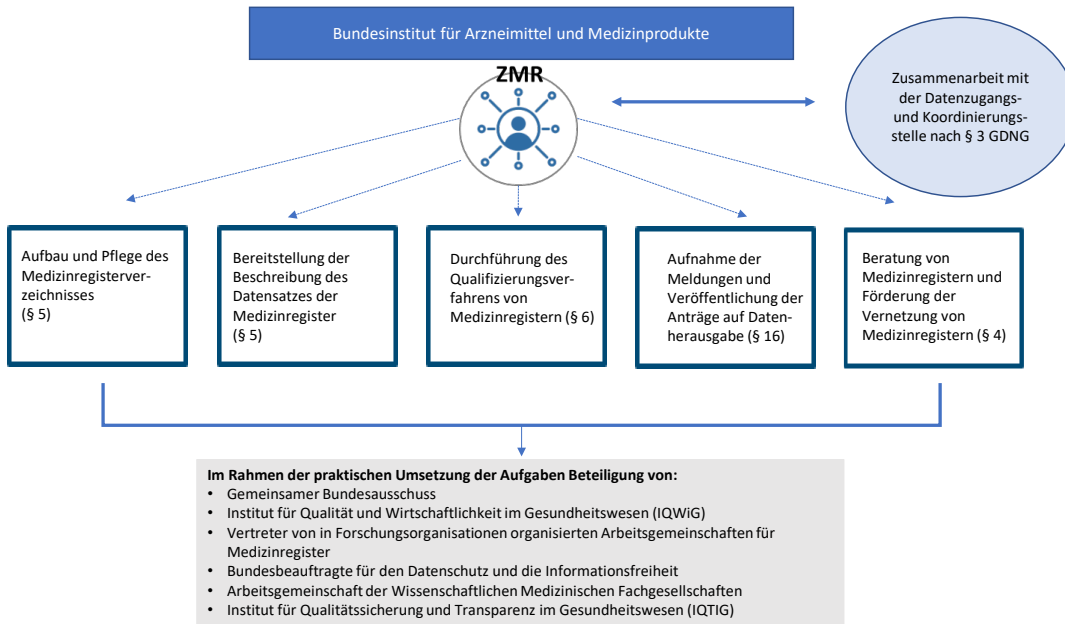 Bundesinstitut für Arzneimittel und Medizinprodukte
ZMR
Zusammenarbeit mit
der Datenzugangs-
und Koordinierungs-
stelle nach § 3 GDNG
Aufbau und Pflege des
Medizinregisterver-
zeichnisses
(§ 5)
Bereitstellung der
Beschreibung des
Datensatzes der
Medizinregister
(§ 5)
Durchführung des
Qualifizierungsver-
fahrens von
Medizinregistern (§ 6)
Aufnahme der
Meldungen und
Veröffentlichung der
Anträge auf Daten-
herausgabe (§ 16)
Beratung von
Medizinregistern und
Förderung der
Vernetzung von
Medizinregistern (§ 4)
Im Rahmen der praktischen Umsetzung der Aufgaben Beteiligung von:
• Gemeinsamer Bundesausschuss
• Institut für Qualität und Wirtschaftlichkeit im Gesundheitswesen (IQWiG)
• Vertreter von in Forschungsorganisationen organisierten Arbeitsgemeinschaften für
Medizinregister
• Bundesbeauftragte für den Datenschutz und die Informationsfreiheit
• Arbeitsgemeinschaft der Wissenschaftlichen Medizinischen Fachgesellschaften
• Institut für Qualitätssicherung und Transparenz im Gesundheitswesen (IQTIG)